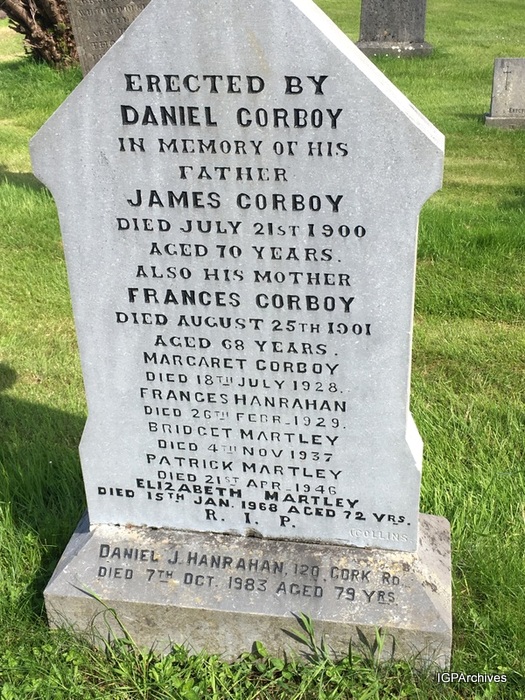 ERECTED BY
DANIEL CORBOY
IN MEMORY OF HIS
FATHER
JAMES CORBOY
DIED JULY 21ST 1900
AGED 70 YEARS.
ALSO HIS MOTHER
FRANCES CORBOY
DIED AUGUST 25TH 1901
AGED 68 YEARS.
MARGARET CORBOY
DIED 18TH JULY 1928.
FRANCES HANRAHAN
DIED 26TH FEBR. 1929.
BRIDGET MARTLEY
DIED 4TH NOV 1937
PATRICK MARTLEY
DIED 21ST APR. 1946
ELIZABETH MARTLEY
DIED 15TH JAN. 1968 AGED 72 YRS.
R. I. P.
COLLINS
DANIEL J. HANRAHAN, 120, CORK RD.
DIED 7TH OCT. 1983 AGED 79 YRS.
IGPArchives